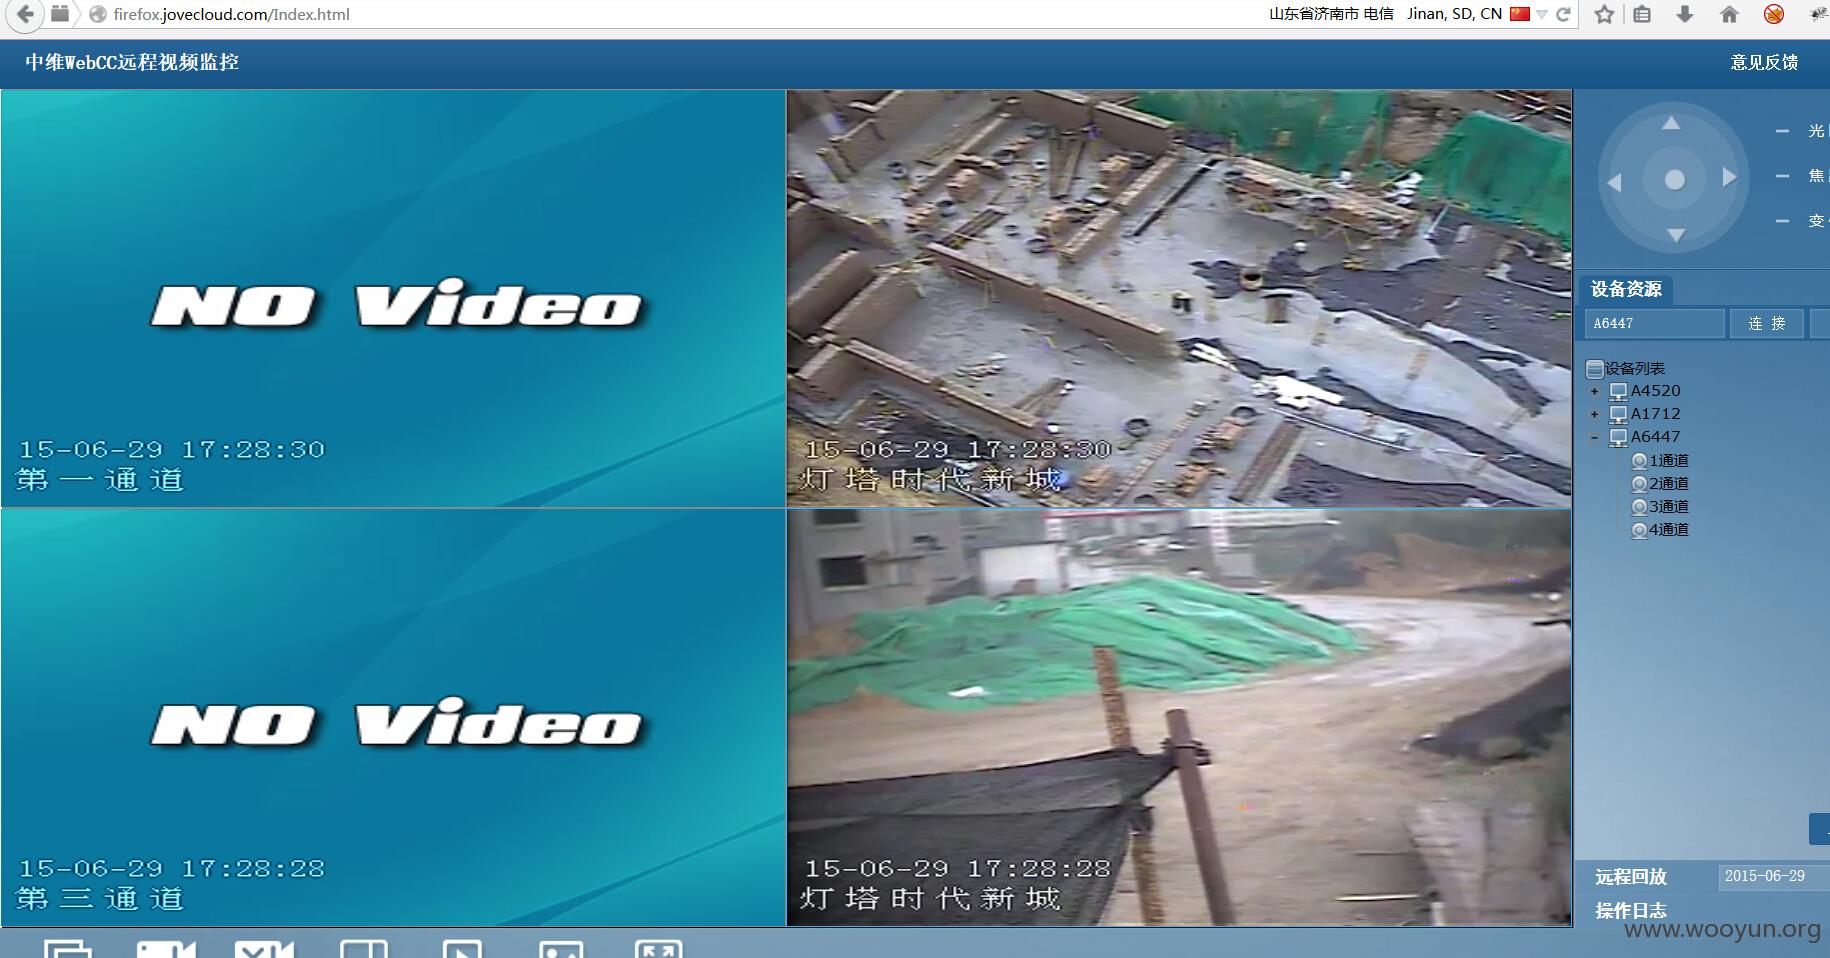 firefox.jovecloud.com/Index.html
山东省济南市 电信 Jinan, SD, CN
中维WebCC远程视频监控
意见反馈
NO Video
15-06-29 17:28:30
第一通道
15-06-29 17:28:30
灯塔时代新城
NO Video
15-06-29 17:28:28
第三通道
15-06-29 17:28:28
灯塔时代新城
光
焦
变
设备资源
A6447
连 接
设备列表
A4520
A1712
A6447
1通道
2通道
3通道
4通道
远程回放
2015-06-29
操作日志
www.wooyun.org